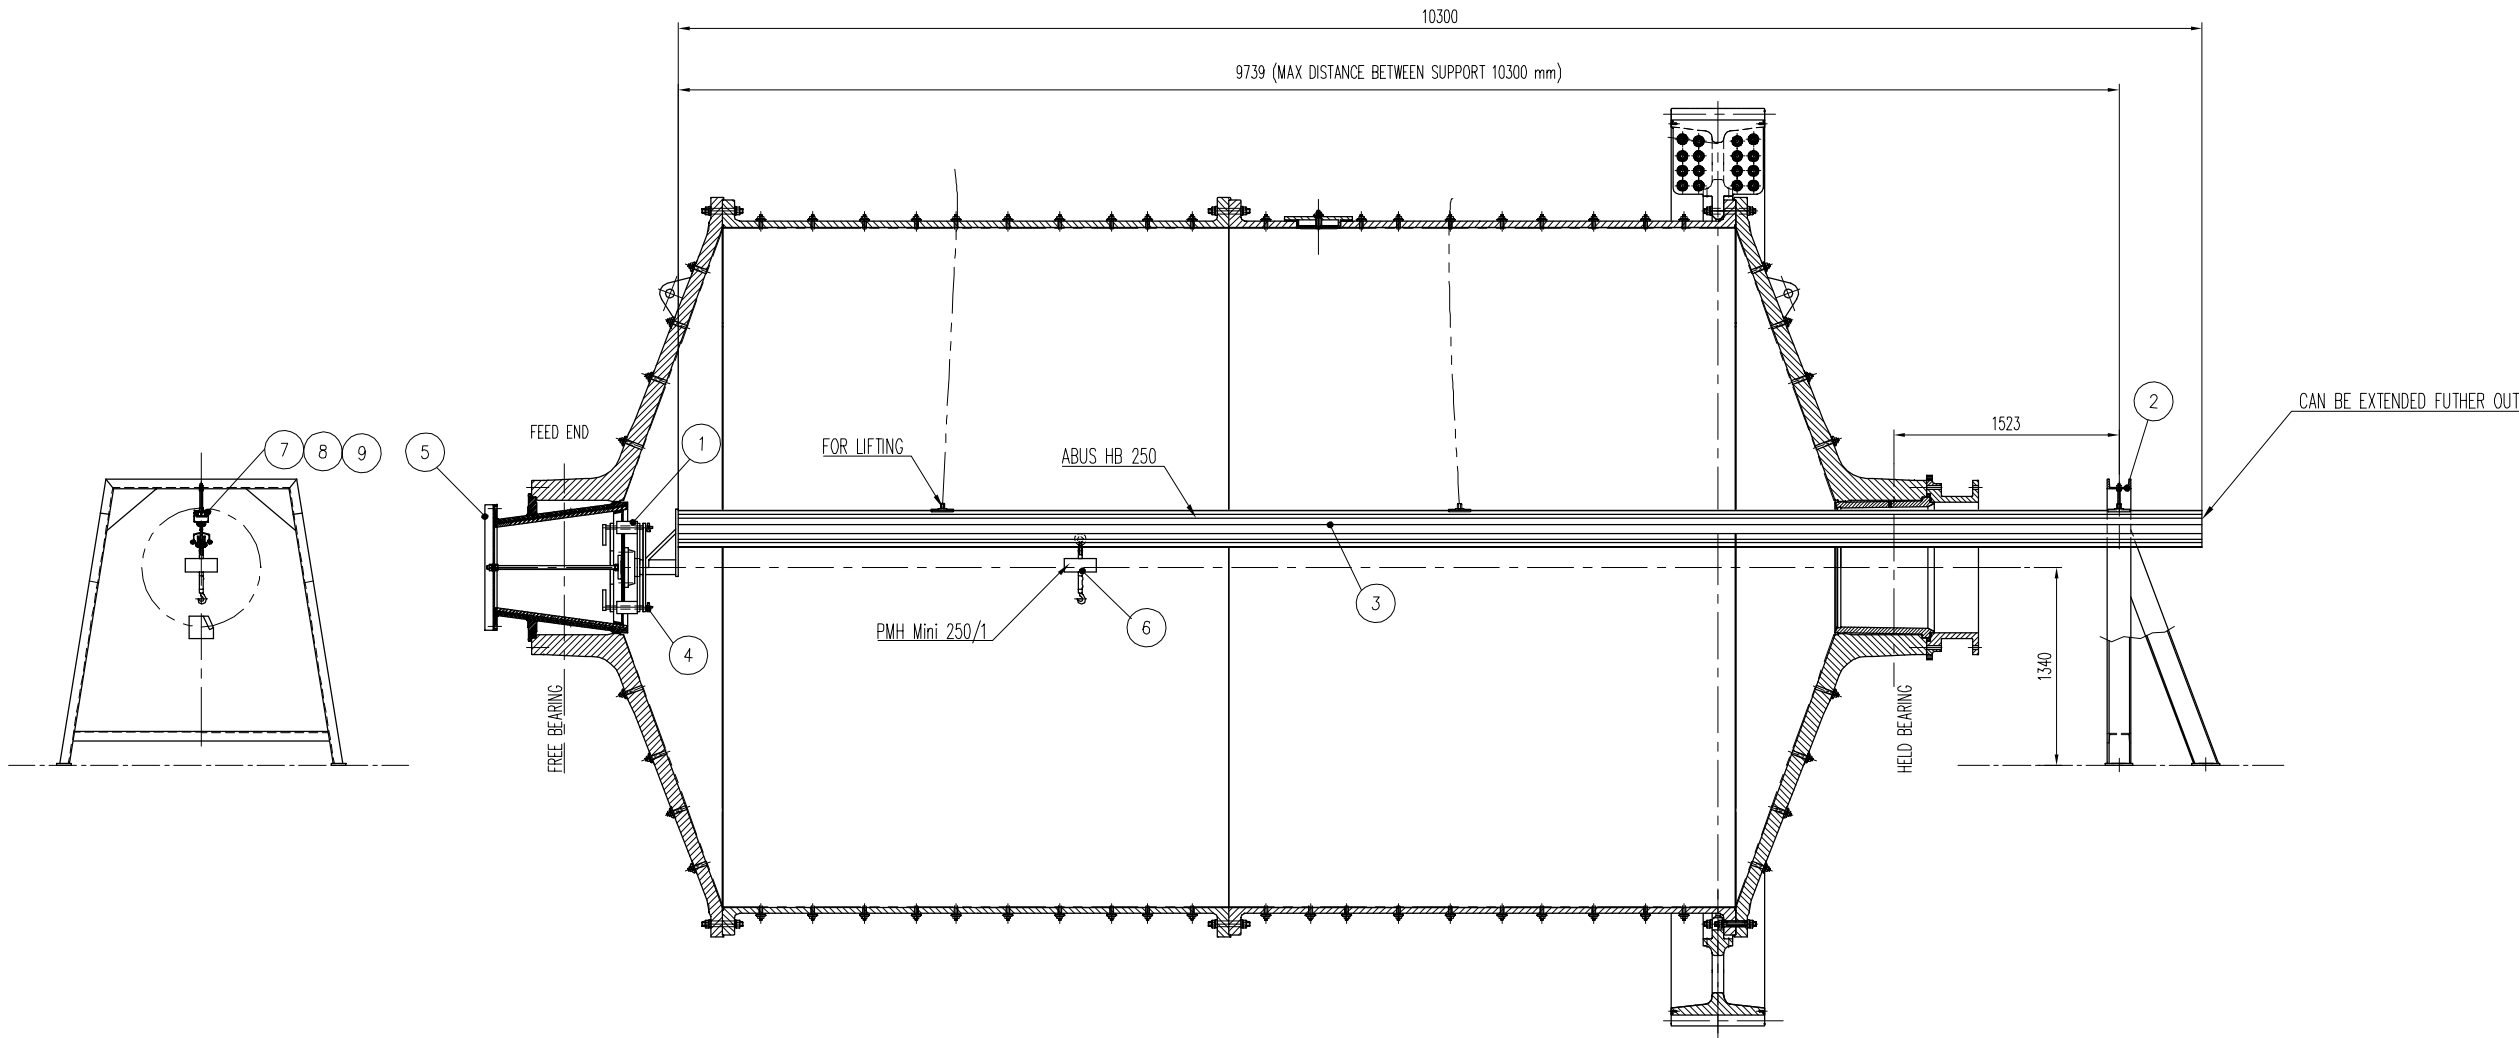 10300
9739 (MAX DISTANCE BETWEEN SUPPORT 10300 mm)
CAN BE EXTENDED FUTHER OUT
2
1523
FEED END
1
FOR LIFTING
ABUS HB 250
7
8
9
5
3
6
PMH Mini 250/1
4
1340
FREE BEARING
HELD BEARING